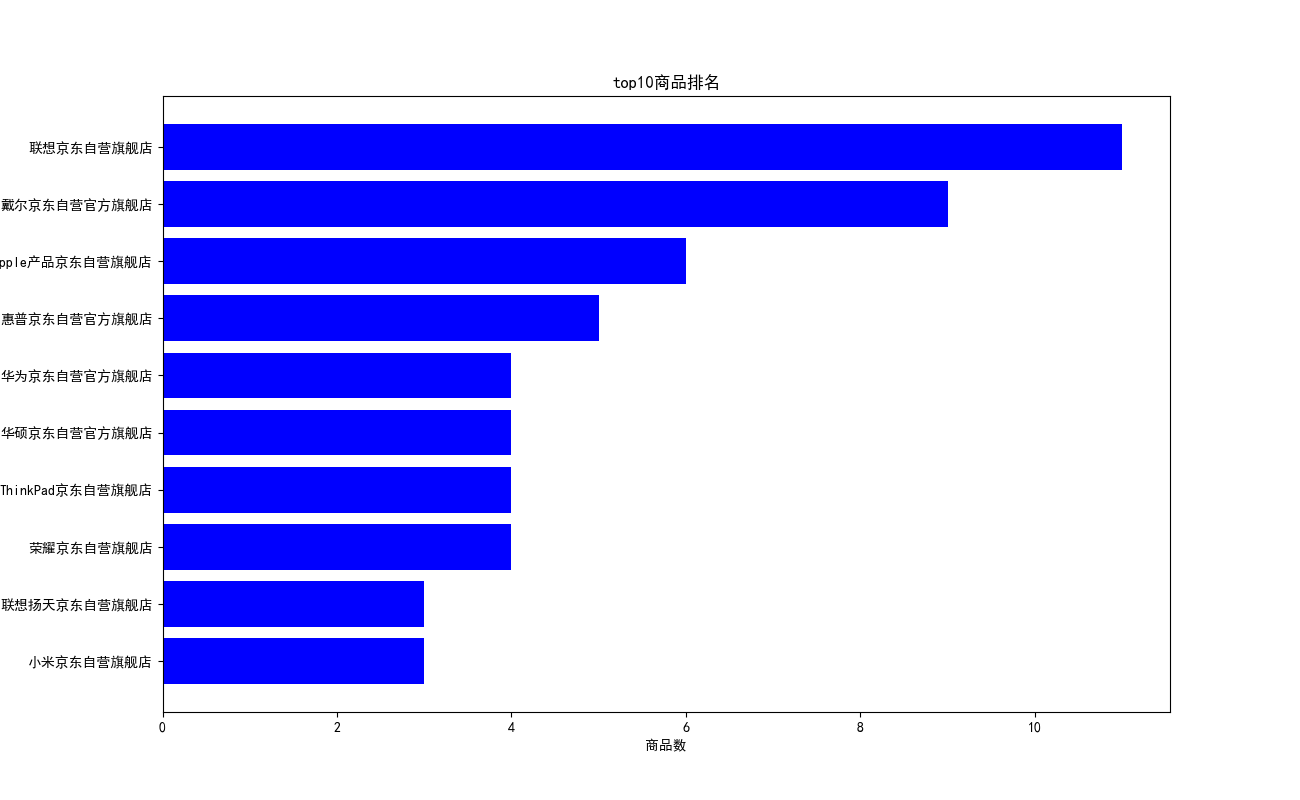 top10商品排名
联想京东自营旗舰店
戴尔京东自营官方旗舰店
pple产品京东自营旗舰店
惠普京东自营官方旗舰店
华为京东自营官方旗舰店
华硕京东自营官方旗舰店
ThinkPad京东自营旗舰店
荣耀京东自营旗舰店
联想扬天京东自营旗舰店
小米京东自营旗舰店
0 2 4 6 8 10
商品数